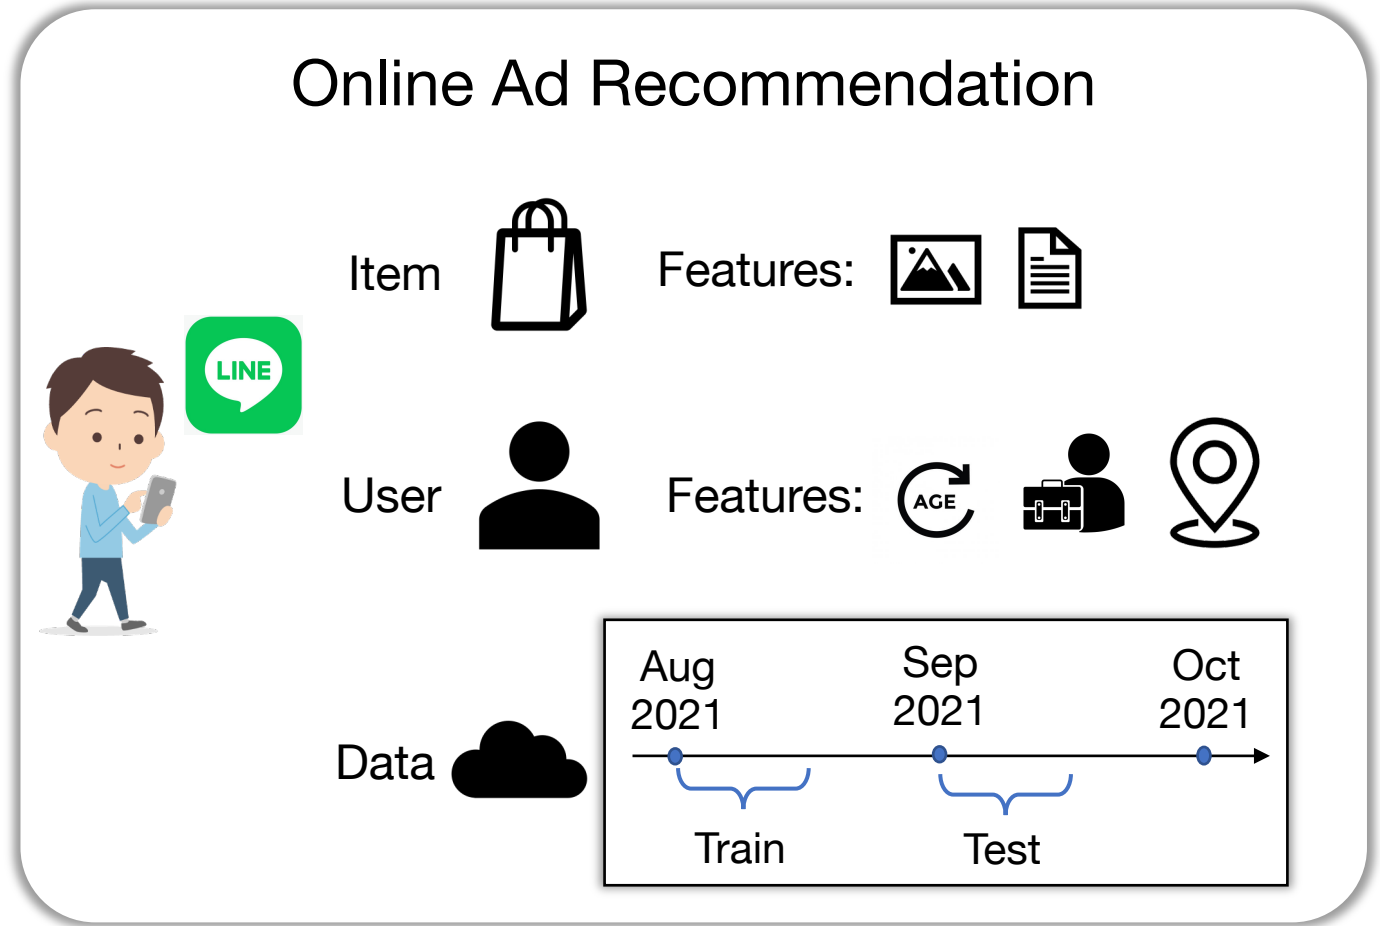 Online Ad Recommendation
Item
Features:
LINE
User
Features:
AGE
Data
Aug
2021
Sep
2021
Oct
2021
Train
Test